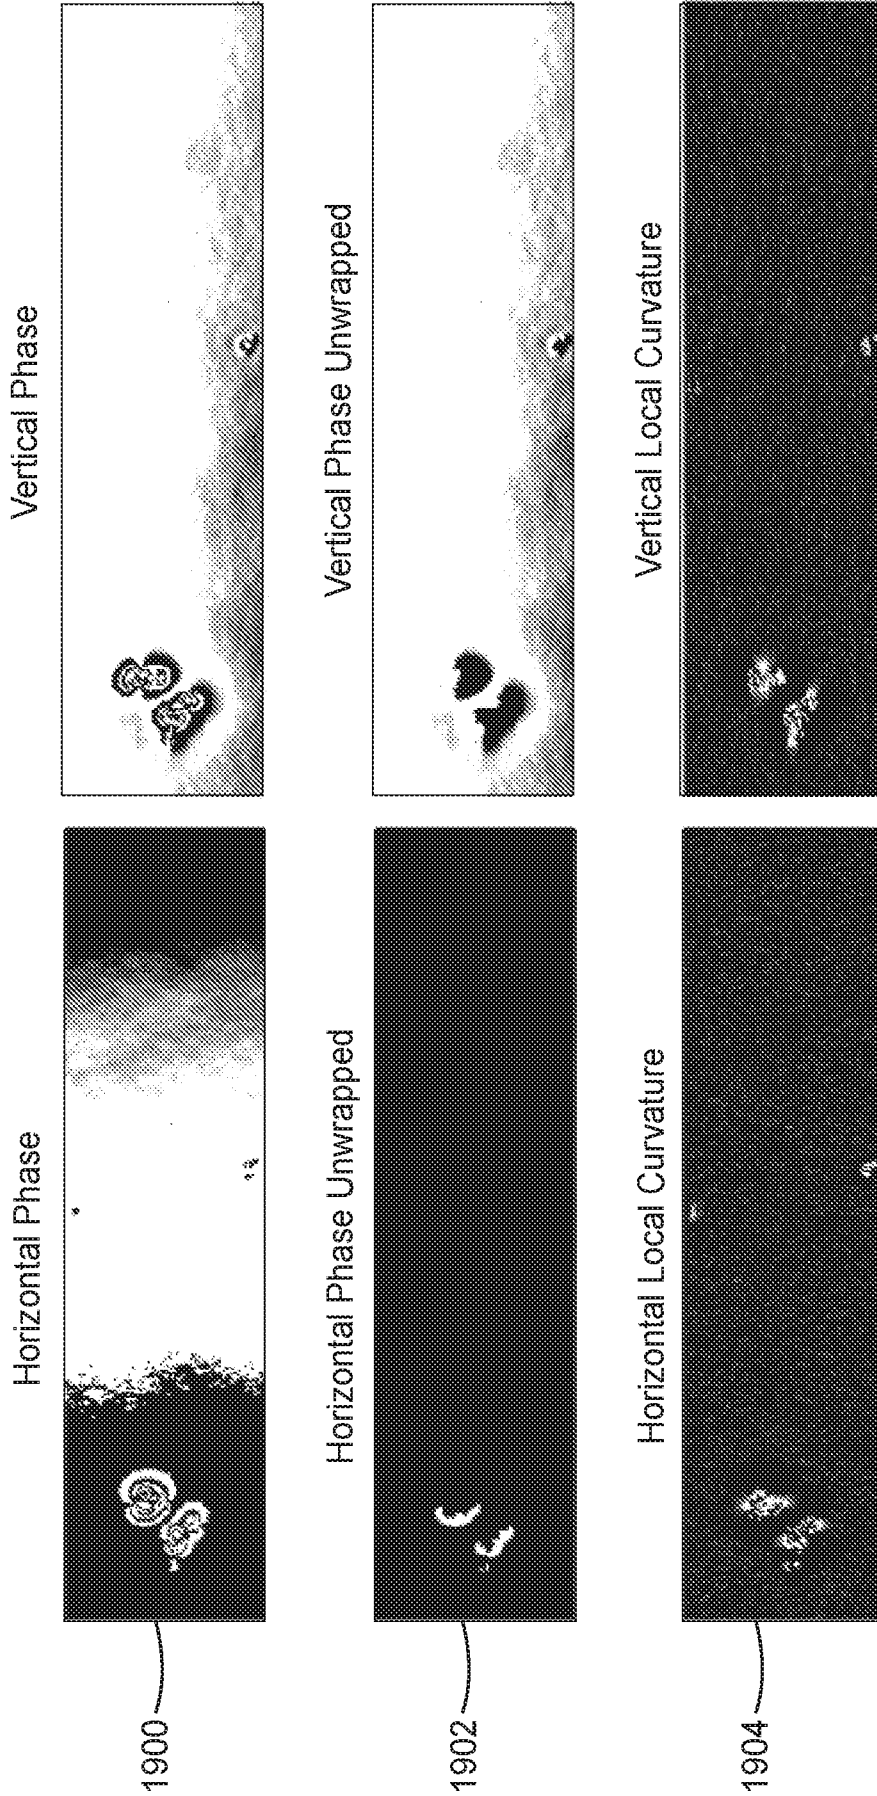 Horizontal Phase
Vertical Phase
1900
Horizontal Phase Unwrapped
Vertical Phase Unwrapped
1902
Horizontal Local Curvature
Vertical Local Curvature
1904